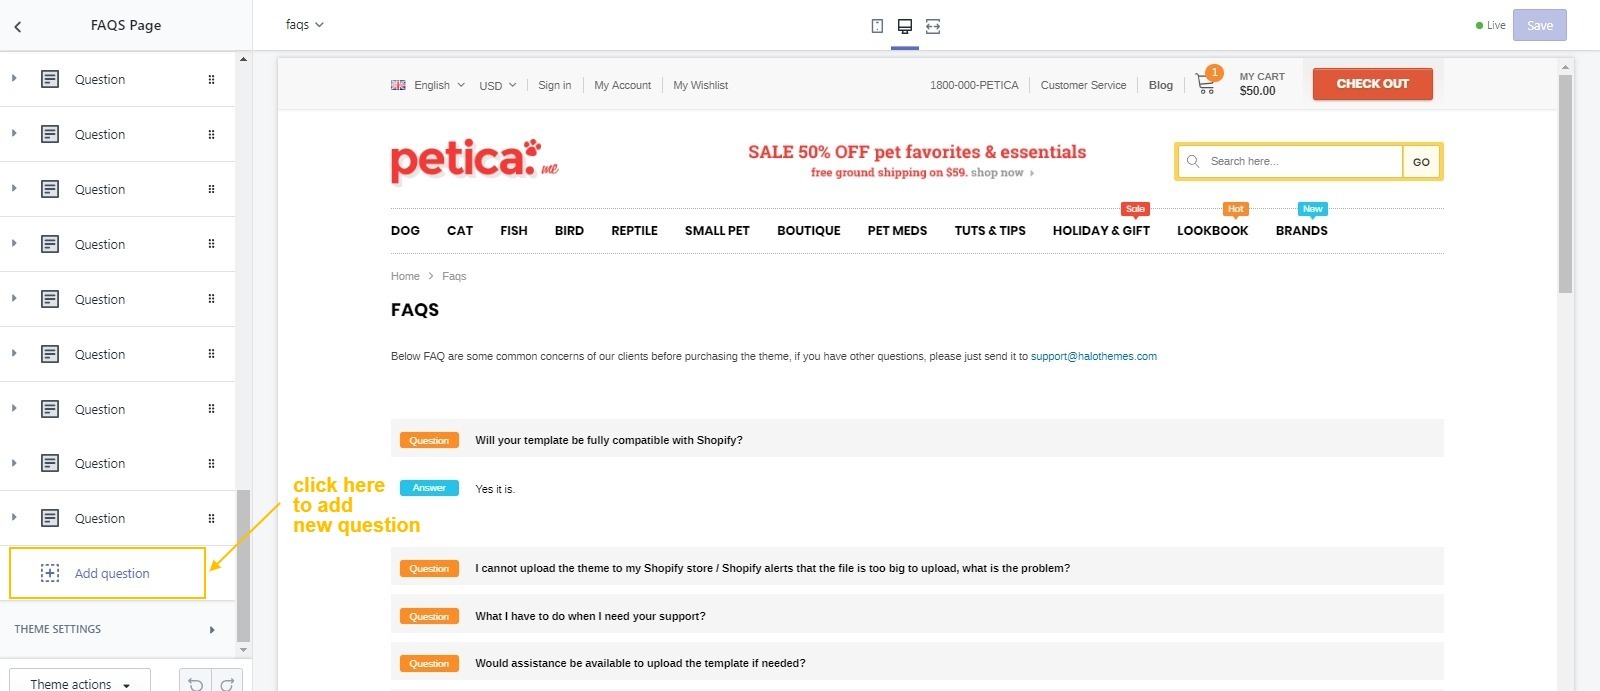 FAQS Page
faqs
Live
Save
Question
Question
Question
Question
Question
Question
Question
Question
Question
Add question
THEME SETTINGS
Theme actions
click here
to add
new question
English
USD
Sign in
My Account
My Wishlist
1800-000-PETICA
Customer Service
Blog
1
MY CART
$50.00
CHECK OUT
petica.me
SALE 50% OFF pet favorites & essentials
free ground shipping on $59. shop now
Search here...
GO
Sale
Hot
New
DOG CAT FISH BIRD REPTILE SMALL PET BOUTIQUE PET MEDS TUTS & TIPS HOLIDAY & GIFT LOOKBOOK BRANDS
Home > Faqs
FAQS
Below FAQ are some common concerns of our clients before purchasing the theme, if you have other questions, please just send it to support@halothemes.com
Question Will your template be fully compatible with Shopify?
Answer Yes it is.
Question I cannot upload the theme to my Shopify store / Shopify alerts that the file is too big to upload, what is the problem?
Question What I have to do when I need your support?
Question Would assistance be available to upload the template if needed?